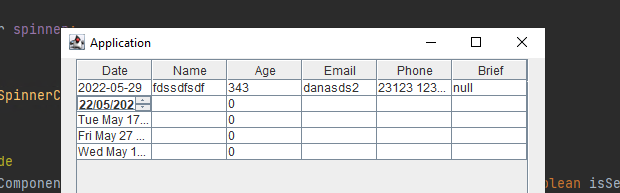 r spinner;
Application
SpinnerC
Date Name Age Email Phone Brief
2022-05-29 fdssdfsdf 343 danasds2 23123 123... null
22/05/202 0
Tue May 17... 0
Fri May 27 ... 0
Wed May 1... 0
de
Componen olean isSe